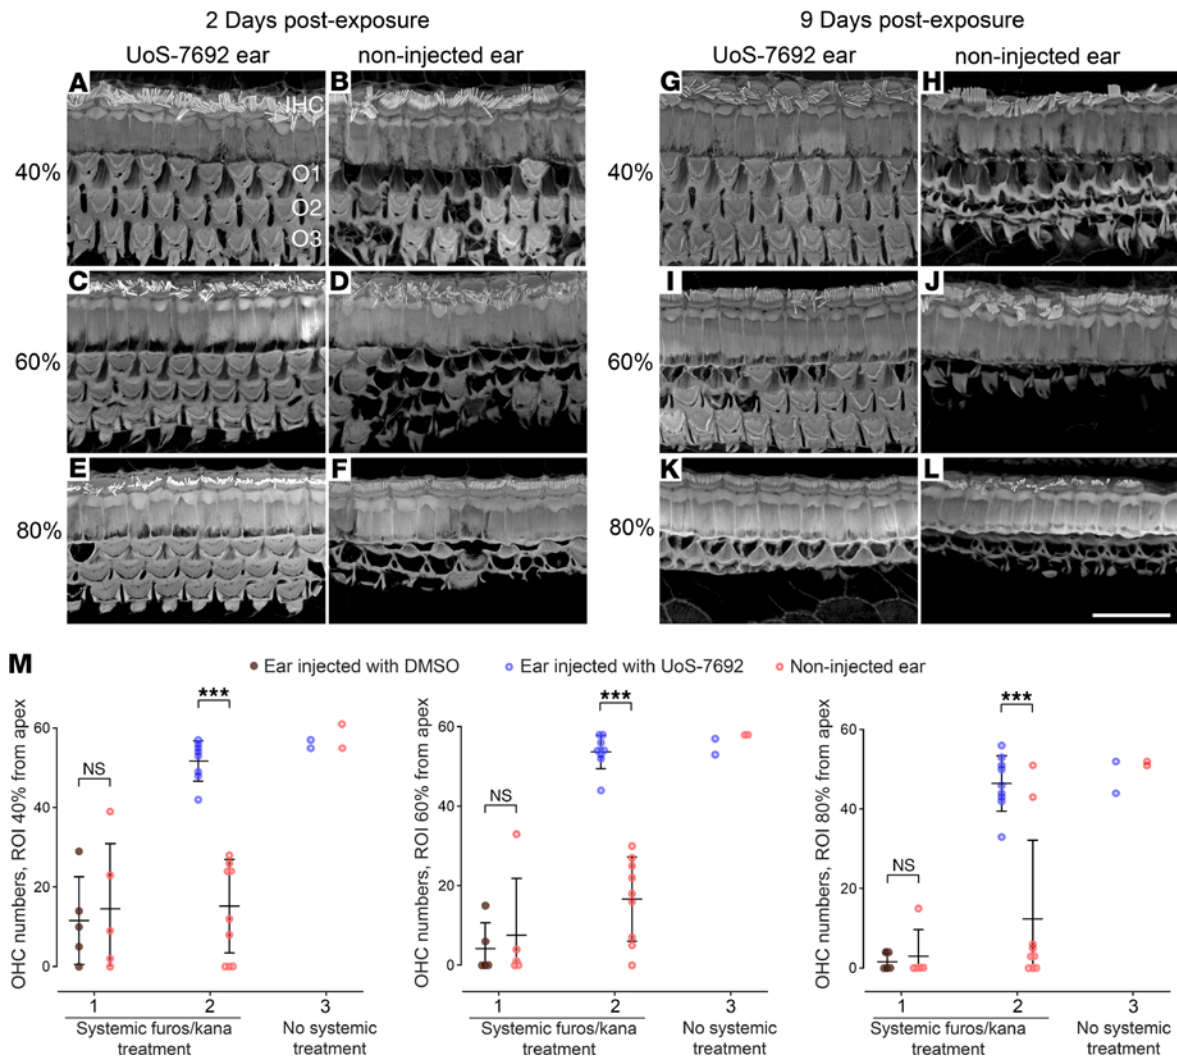 2 Days post-exposure
9 Days post-exposure
UoS-7692 ear
non-injected ear
UoS-7692 ear
non-injected ear
A
B
G
H
IHC
40%
O1
O2
O3
40%
C
D
I
J
60%
60%
E
F
K
L
80%
80%
M
Ear injected with DMSO
Ear injected with UoS-7692
Non-injected ear
OHC numbers, ROI 40% from apex
60
40
20
0
NS
***
1
2
3
Systemic furos/kana
treatment
No systemic
treatment
OHC numbers, ROI 60% from apex
60
40
20
0
NS
***
1
2
3
Systemic furos/kana
treatment
No systemic
treatment
OHC numbers, ROI 80% from apex
60
40
20
0
NS
***
1
2
3
Systemic furos/kana
treatment
No systemic
treatment